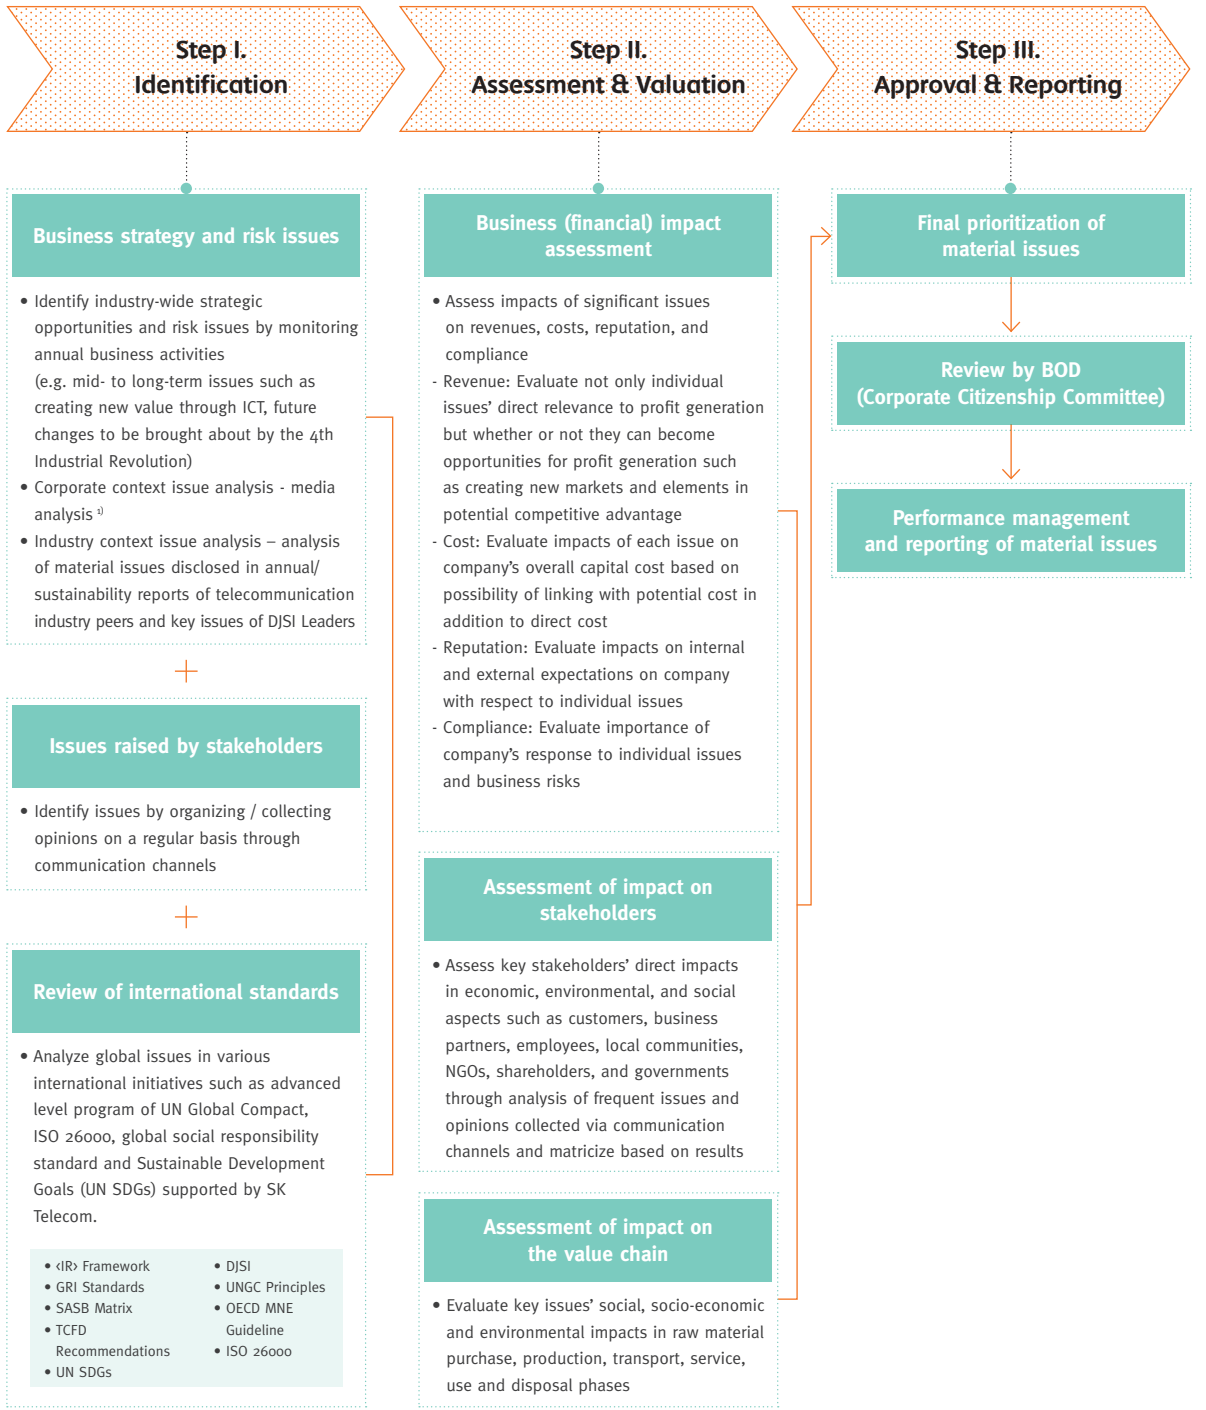 Step I.
Identification
Step II.
Assessment & Valuation
Step III.
Approval & Reporting
Business strategy and risk issues
• Identify industry-wide strategic
opportunities and risk issues by monitoring
annual business activities
(e.g. mid- to long-term issues such as
creating new value through ICT, future
changes to be brought about by the 4th
Industrial Revolution)
• Corporate context issue analysis - media
analysis 1)
• Industry context issue analysis – analysis
of material issues disclosed in annual/
sustainability reports of telecommunication
industry peers and key issues of DJSI Leaders
+
Issues raised by stakeholders
• Identify issues by organizing / collecting
opinions on a regular basis through
communication channels
+
Review of international standards
• Analyze global issues in various
international initiatives such as advanced
level program of UN Global Compact,
ISO 26000, global social responsibility
standard and Sustainable Development
Goals (UN SDGs) supported by SK
Telecom.
• ‹IR› Framework
• GRI Standards
• SASB Matrix
• TCFD
Recommendations
• UN SDGs
• DJSI
• UNGC Principles
• OECD MNE
Guideline
• ISO 26000
Business (financial) impact
assessment
• Assess impacts of significant issues
on revenues, costs, reputation, and
compliance
- Revenue: Evaluate not only individual
issues’ direct relevance to profit generation
but whether or not they can become
opportunities for profit generation such
as creating new markets and elements in
potential competitive advantage
- Cost: Evaluate impacts of each issue on
company’s overall capital cost based on
possibility of linking with potential cost in
addition to direct cost
- Reputation: Evaluate impacts on internal
and external expectations on company
with respect to individual issues
- Compliance: Evaluate importance of
company’s response to individual issues
and business risks
Assessment of impact on
stakeholders
• Assess key stakeholders’ direct impacts
in economic, environmental, and social
aspects such as customers, business
partners, employees, local communities,
NGOs, shareholders, and governments
through analysis of frequent issues and
opinions collected via communication
channels and matricize based on results
Assessment of impact on
the value chain
• Evaluate key issues’ social, socio-economic
and environmental impacts in raw material
purchase, production, transport, service,
use and disposal phases
Final prioritization of
material issues
Review by BOD
(Corporate Citizenship Committee)
Performance management
and reporting of material issues